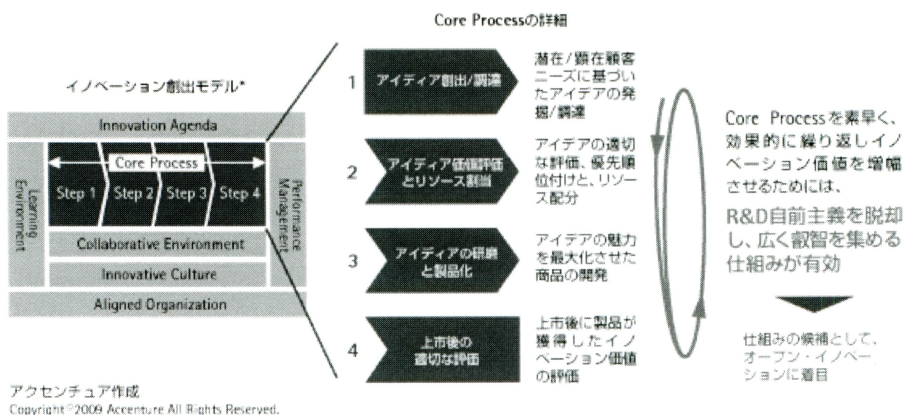 Core Processの詳細
イノベーション創出モデル*
Innovation Agenda
Core Process
Step 1
Step 2
Step 3
Step 4
Learning
Environment
Performance
Management
Collaborative Environment
Innovative Culture
Aligned Organization
1
アイディア創出/調達
潜在/顕在顧客
ニーズに基づい
たアイデアの発
掘/調達
2
アイディア価値評価
とリソース割当
アイデアの適切
な評価、優先順
位付けと、リソー
ス配分
3
アイディアの研磨
と製品化
アイデアの魅力
を最大化させた
商品の開発
4
上市後の
適切な評価
上市後に製品が
獲得したイノ
ベーション価値
の評価
Core Processを素早く、
効果的に繰り返しイノ
ベーション価値を増幅
させるためには、
R&D自前主義を脱却
し、広く叡智を集める
仕組みが有効
仕組みの候補として、
オープン・イノベー
ションに着目
アクセンチュア作成
Copyright©2009 Accenture All Rights Reserved.